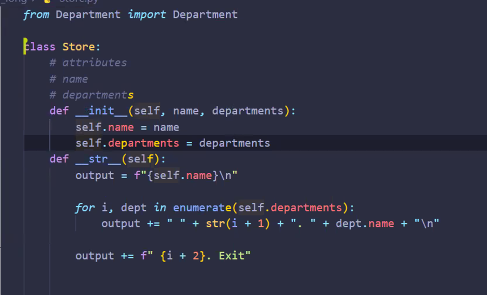 Store.py
from Department import Department
class Store:
    # attributes
    # name
    # departments
    def __init__(self, name, departments):
        self.name = name
        self.departments = departments
    def __str__(self):
        output = f"{self.name}\n"
        for i, dept in enumerate(self.departments):
            output += " " + str(i + 1) + ". " + dept.name + "\n"
        output += f" {i + 2}. Exit"